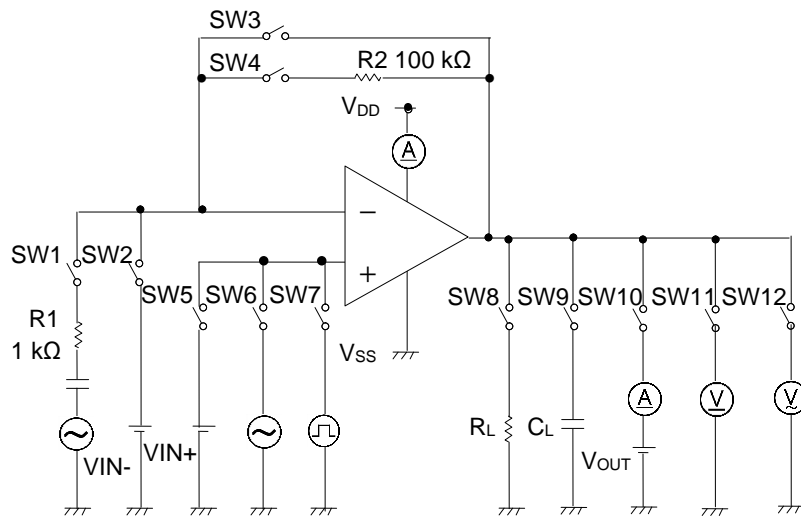 SW3
SW4
R2 100 kΩ
VDD
A
−
+
SW1
SW2
SW5
SW6
SW7
SW8
SW9
SW10
SW11
SW12
R1
1 kΩ
VSS
A
V
V
RL
CL
VIN-
VIN+
VOUT